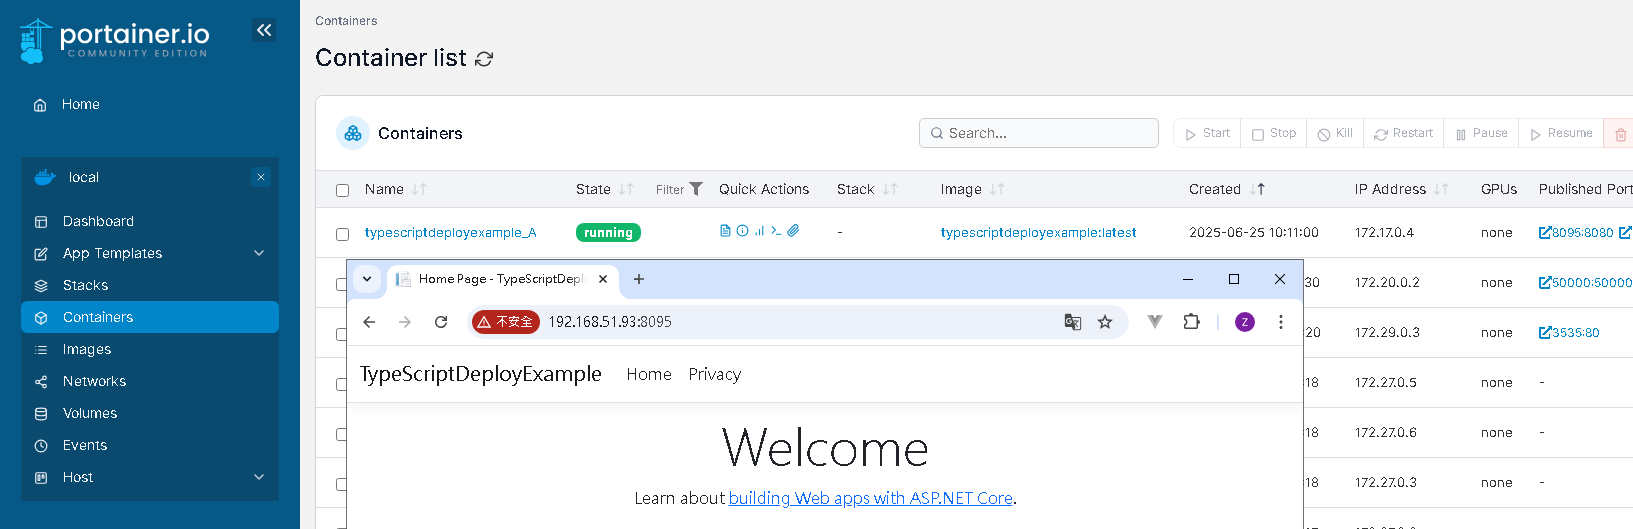 portainer.io
COMMUNITY EDITION
Home
local
Dashboard
App Templates
Stacks
Containers
Images
Networks
Volumes
Events
Host
Containers
Container list
Containers
Search...
Start Stop Kill Restart Pause Resume
Name State Filter Quick Actions Stack Image Created IP Address GPUs Published Port
typescriptdeployexample_A running - typescriptdeployexample:latest 2025-06-25 10:11:00 172.17.0.4 none 8095:8080
30 172.20.0.2 none 50000:50000
20 172.29.0.3 none 3535:80
18 172.27.0.5 none -
18 172.27.0.6 none -
18 172.27.0.3 none -
Home Page - TypeScriptDepl
不安全 192.168.51.93:8095
Z
TypeScriptDeployExample Home Privacy
Welcome
Learn about building Web apps with ASP.NET Core.